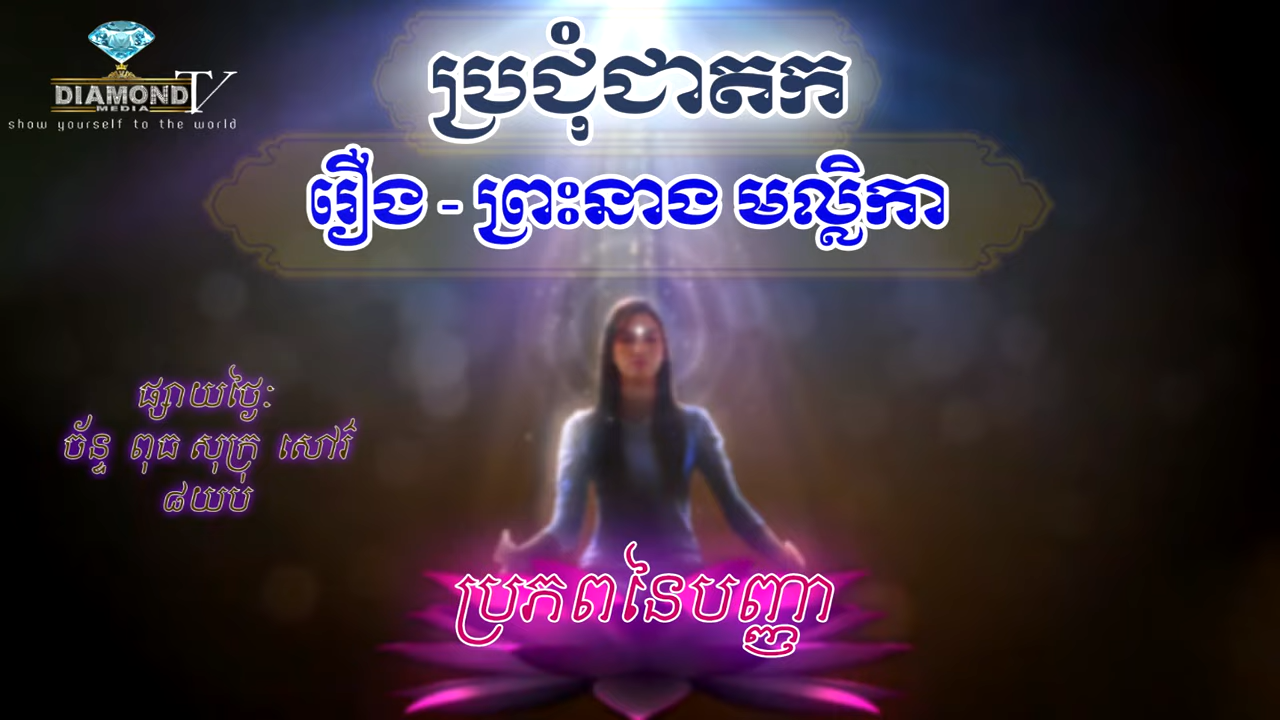 DIAMOND TV
MEDIA
show yourself to the world
ប្រជុំជាតក
រឿង - ព្រះនាង មល្លិកា
ផ្សាយថ្ងៃៈ
ច័ន្ទ ពុធ សុក្រ សៅរ៍
៨យប់
ប្រភពនៃបញ្ញា